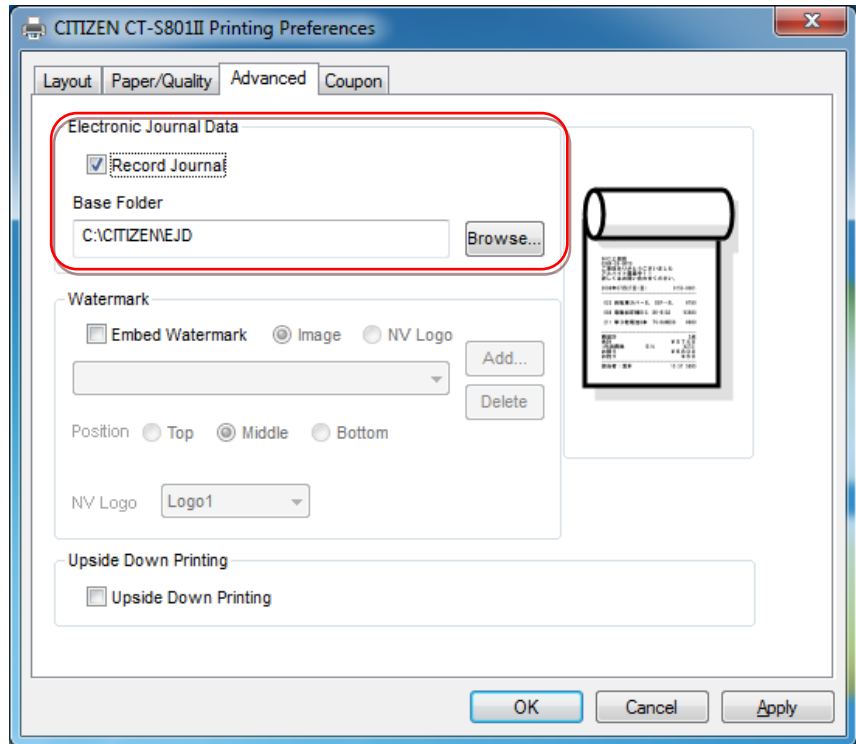 CITIZEN CT-S801II Printing Preferences
Layout Paper/Quality Advanced Coupon
Electronic Journal Data
Record Journal
Base Folder
C:\CITIZEN\EJD
Browse...
Watermark
Embed Watermark Image NV Logo
Add...
Delete
Position Top Middle Bottom
NV Logo Logo1
Upside Down Printing
Upside Down Printing
OK Cancel Apply